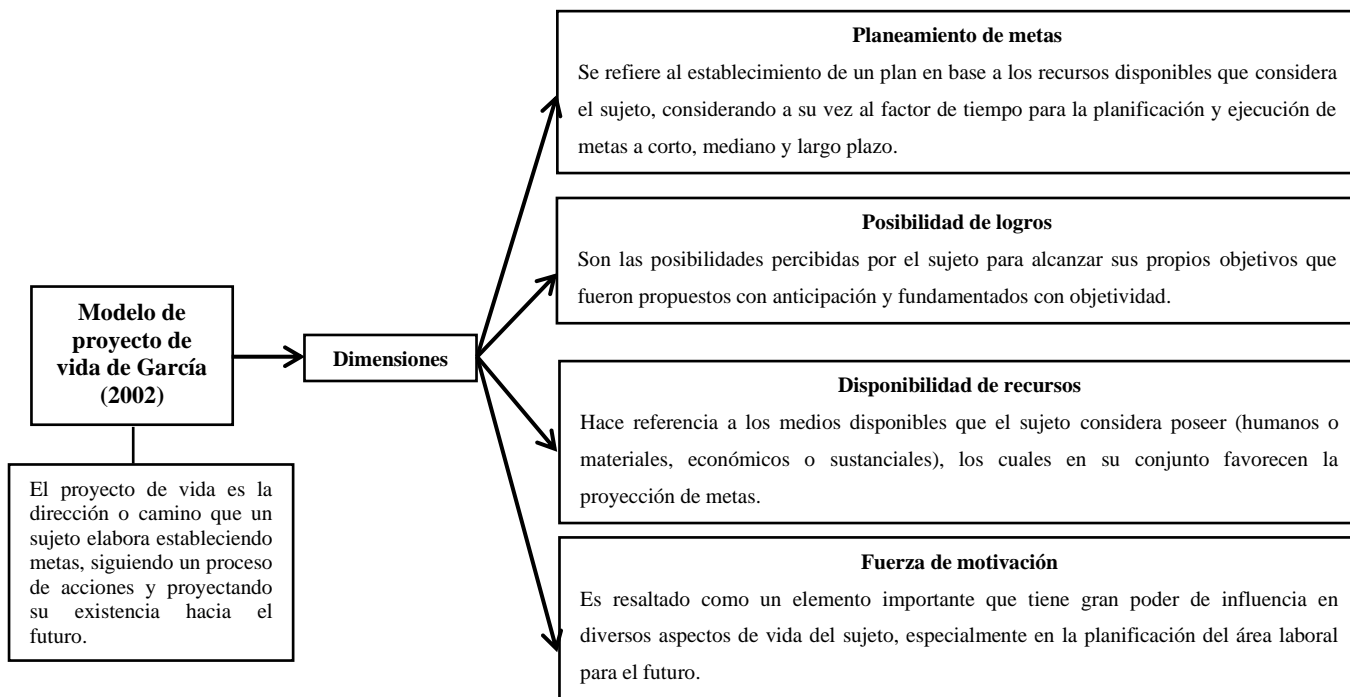 Modelo de
proyecto de
vida de García
(2002)
El proyecto de vida es la
dirección o camino que un
sujeto elabora estableciendo
metas, siguiendo un proceso
de acciones y proyectando
su existencia hacia el
futuro.
Dimensiones
Planeamiento de metas
Se refiere al establecimiento de un plan en base a los recursos disponibles que considera
el sujeto, considerando a su vez al factor de tiempo para la planificación y ejecución de
metas a corto, mediano y largo plazo.
Posibilidad de logros
Son las posibilidades percibidas por el sujeto para alcanzar sus propios objetivos que
fueron propuestos con anticipación y fundamentados con objetividad.
Disponibilidad de recursos
Hace referencia a los medios disponibles que el sujeto considera poseer (humanos o
materiales, económicos o sustanciales), los cuales en su conjunto favorecen la
proyección de metas.
Fuerza de motivación
Es resaltado como un elemento importante que tiene gran poder de influencia en
diversos aspectos de vida del sujeto, especialmente en la planificación del área laboral
para el futuro.